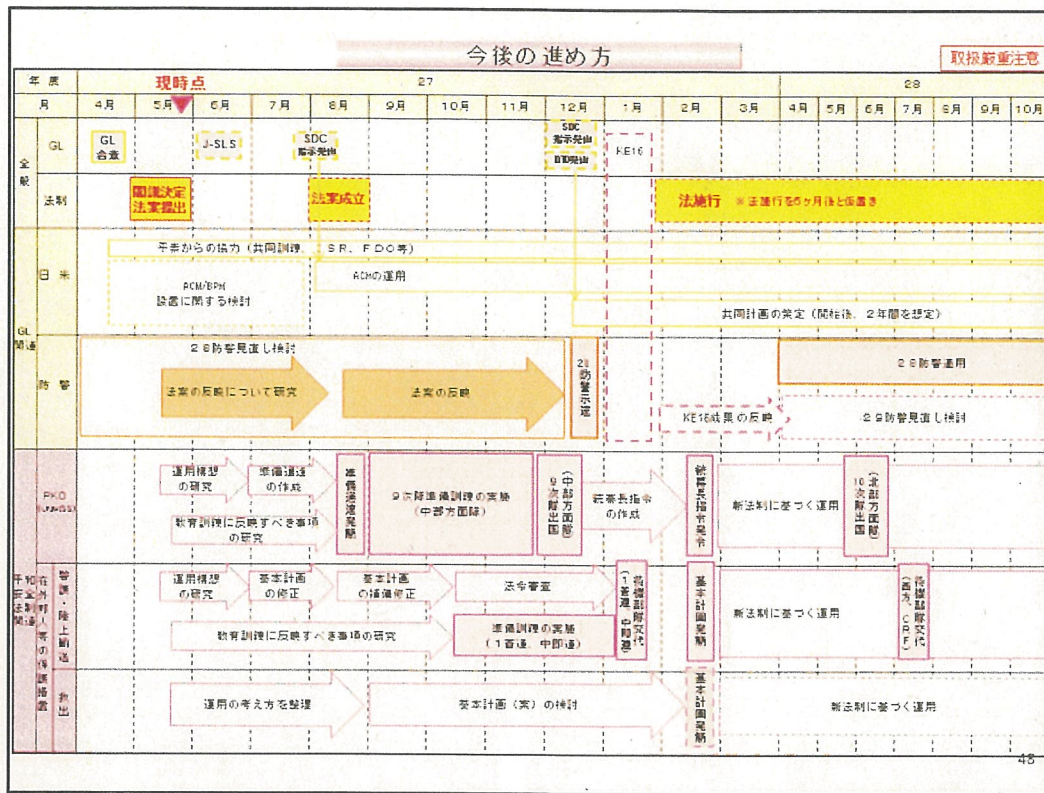 今後の進め方
取扱厳重注意
年度
現時点
27
28
月
4月
5月
6月
7月
8月
9月
10月
11月
12月
1月
2月
3月
4月
5月
6月
7月
8月
9月
10月
全般
GL
GL
合意
J-SLS
SDC
指示発出
SDC
指示発出
KE16
法制
閣議決定
法案提出
法案成立
法施行 ※法施行を6ヶ月後と仮置き
GL
関連
日米
平素からの協力(共同訓練、ISR、FDO等)
ACM/BPM
設置に関する検討
ACMの運用
共同計画の策定(開始後、2年間を想定)
防警
28防警見直し検討
法案の反映について研究
法案の反映
28防警示達
KE16成果の反映
28防警運用
29防警見直し検討
平和安全法制関連
PKO
運用構想
の研究
準備通達
の作成
準備通達発簡
9次隊準備訓練の実施
(中部方面隊)
9次隊出国
(中部方面隊)
統幕長指令
の作成
統幕長指令発令
新法制に基づく運用
10次隊出国
(北部方面隊)
教育訓練に反映すべき事項
の研究
在外邦人等の保護措置
警護・陸上輸送
運用構想
の研究
基本計画
の修正
基本計画
の補備修正
法令審査
待機部隊交代
(1普連、中即連)
基本計画発簡
新法制に基づく運用
待機部隊交代
(西方、CRF)
教育訓練に反映すべき事項の研究
準備訓練の実施
(1普連、中即連)
救出
運用の考え方を整理
基本計画(案)の検討
基本計画発簡
新法制に基づく運用
48